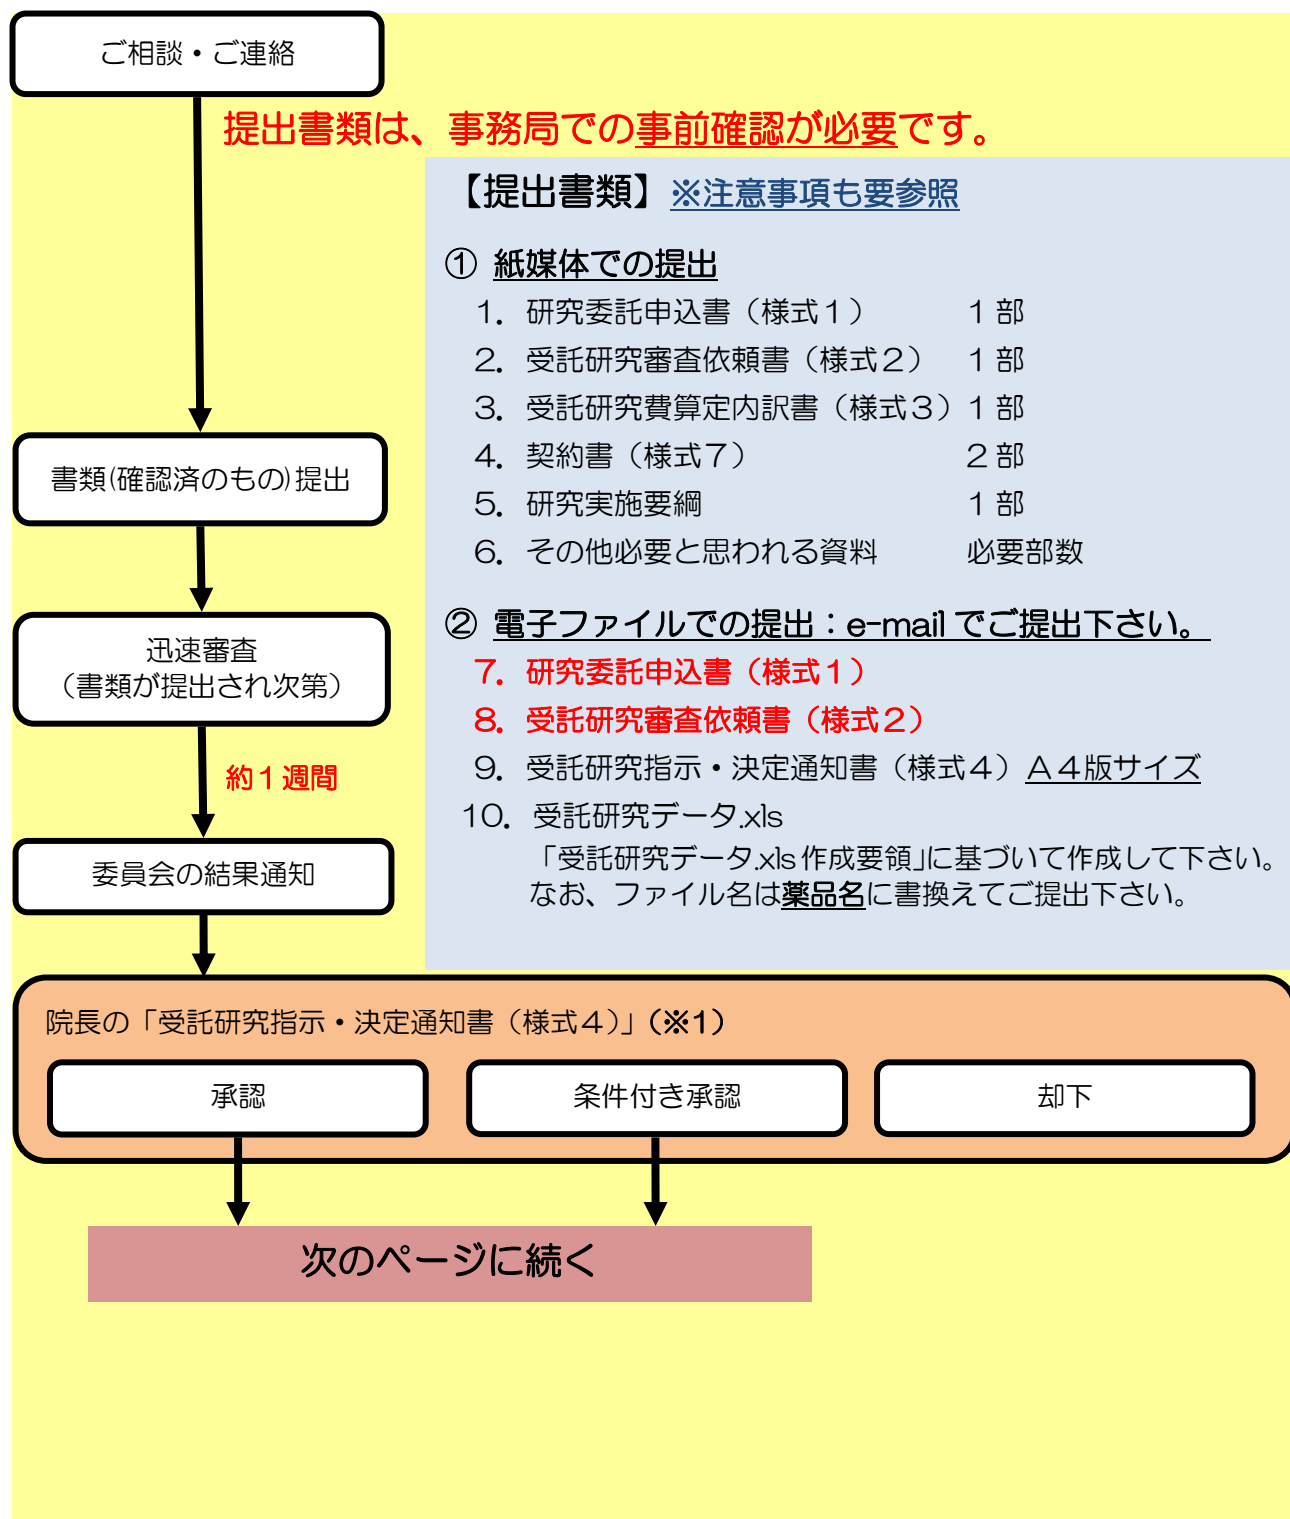 ご相談・ご連絡
提出書類は、事務局での事前確認が必要です。
【提出書類】※注意事項も要参照
① 紙媒体での提出
1．研究委託申込書（様式１） 1部
2．受託研究審査依頼書（様式２） 1部
3．受託研究費算定内訳書（様式３）1部
4．契約書（様式７） 2部
5．研究実施要綱 1部
6．その他必要と思われる資料 必要部数
② 電子ファイルでの提出：e-mailでご提出下さい。
7．研究委託申込書（様式１）
8．受託研究審査依頼書（様式２）
9．受託研究指示・決定通知書（様式４）Ａ４版サイズ
10．受託研究データ.xls
「受託研究データ.xls作成要領」に基づいて作成して下さい。
なお、ファイル名は薬品名に書換えてご提出下さい。
書類(確認済のもの)提出
迅速審査
（書類が提出され次第）
約１週間
委員会の結果通知
院長の「受託研究指示・決定通知書（様式４）」（※1）
承認
条件付き承認
却下
次のページに続く